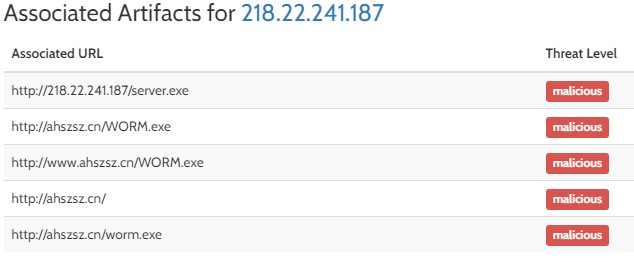 Associated Artifacts for 218.22.241.187
Associated URL Threat Level
http://218.22.241.187/server.exe malicious
http://ahszsz.cn/WORM.exe malicious
http://www.ahszsz.cn/WORM.exe malicious
http://ahszsz.cn/ malicious
http://ahszsz.cn/worm.exe malicious